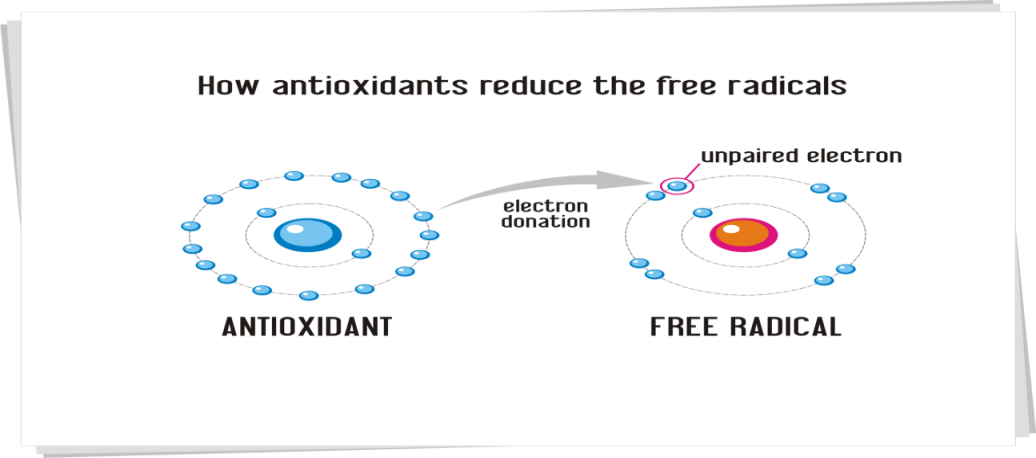 How antioxidants reduce the free radicals
unpaired electron
electron
donation
ANTIOXIDANT
FREE RADICAL